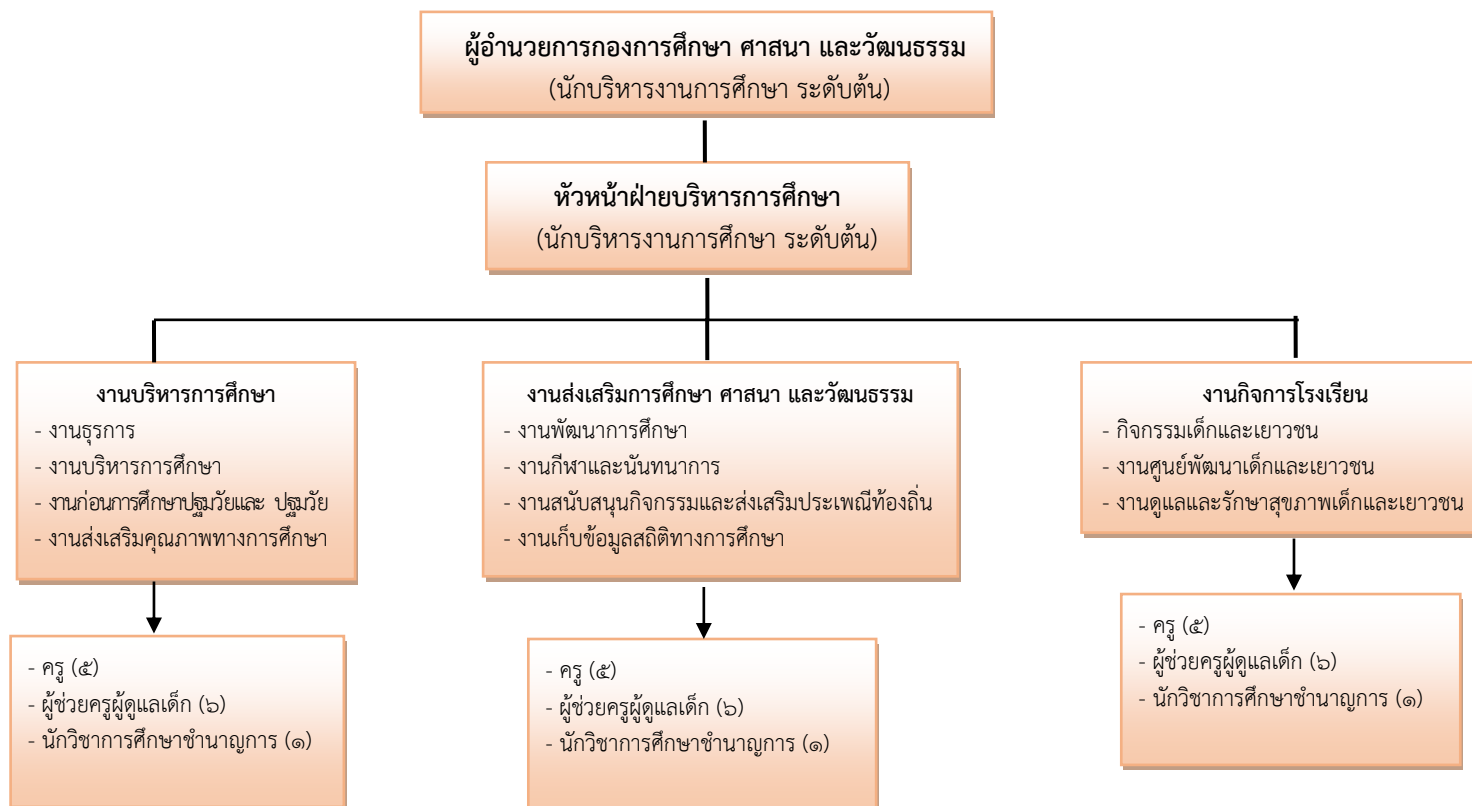 ผู้อำนวยการกองการศึกษา ศาสนา และวัฒนธรรม
(นักบริหารงานการศึกษา ระดับต้น)
หัวหน้าฝ่ายบริหารการศึกษา
(นักบริหารงานการศึกษา ระดับต้น)
งานบริหารการศึกษา
- งานธุรการ
- งานบริหารการศึกษา
- งานก่อนการศึกษาปฐมวัยและ ปฐมวัย
- งานส่งเสริมคุณภาพทางการศึกษา
งานส่งเสริมการศึกษา ศาสนา และวัฒนธรรม
- งานพัฒนาการศึกษา
- งานกีฬาและนันทนาการ
- งานสนับสนุนกิจกรรมและส่งเสริมประเพณีท้องถิ่น
- งานเก็บข้อมูลสถิติทางการศึกษา
งานกิจการโรงเรียน
- กิจกรรมเด็กและเยาวชน
- งานศูนย์พัฒนาเด็กและเยาวชน
- งานดูแลและรักษาสุขภาพเด็กและเยาวชน
- ครู (๕)
- ผู้ช่วยครูผู้ดูแลเด็ก (๖)
- นักวิชาการศึกษาชำนาญการ (๑)
- ครู (๕)
- ผู้ช่วยครูผู้ดูแลเด็ก (๖)
- นักวิชาการศึกษาชำนาญการ (๑)
- ครู (๕)
- ผู้ช่วยครูผู้ดูแลเด็ก (๖)
- นักวิชาการศึกษาชำนาญการ (๑)